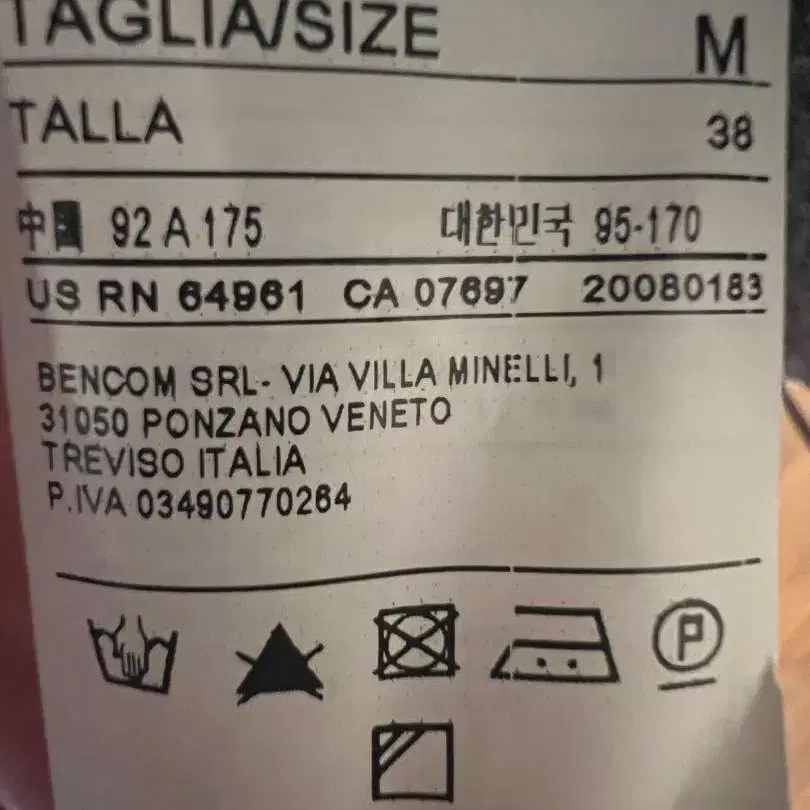 TAGLIA/SIZE M
TALLA 38
中国 92 A 175 대한민국 95-170
US RN 64961 CA 07697 20080183
BENCOM SRL- VIA VILLA MINELLI, 1
31050 PONZANO VENETO
TREVISO ITALIA
P.IVA 03490770264
P